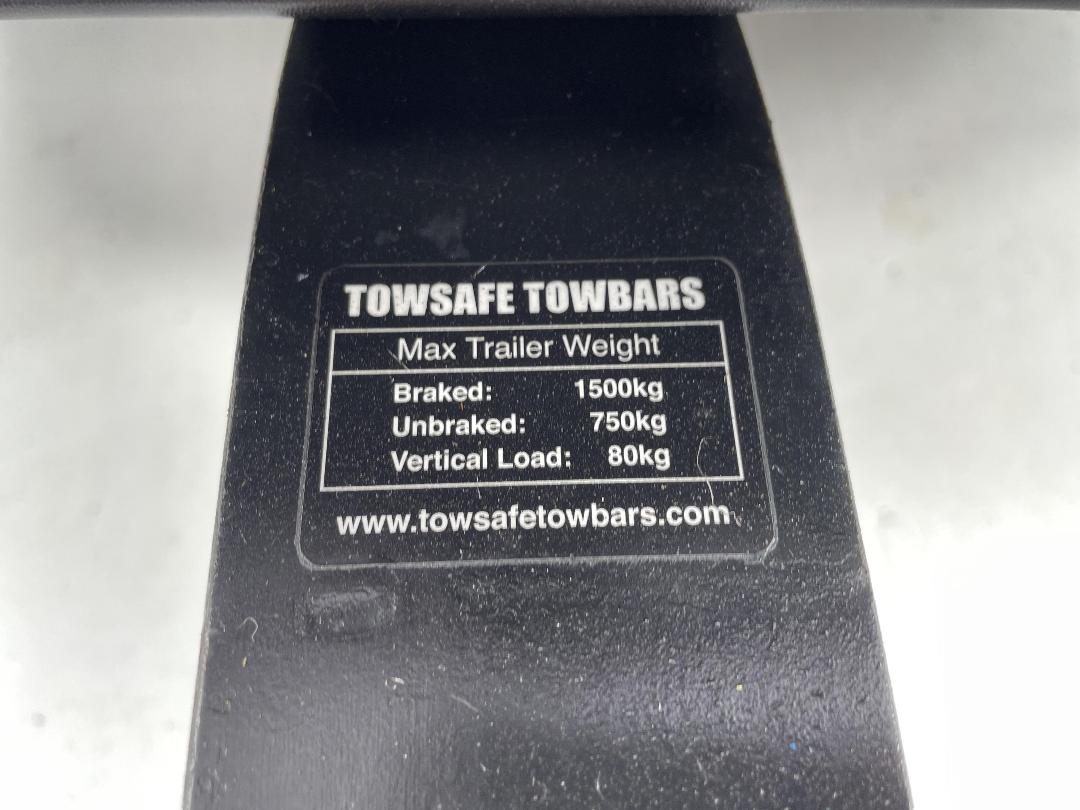 TOWSAFE TOWBARS
Max Trailer Weight
Braked: 1500kg
Unbraked: 750kg
Vertical Load: 80kg
www.towsafetowbars.com